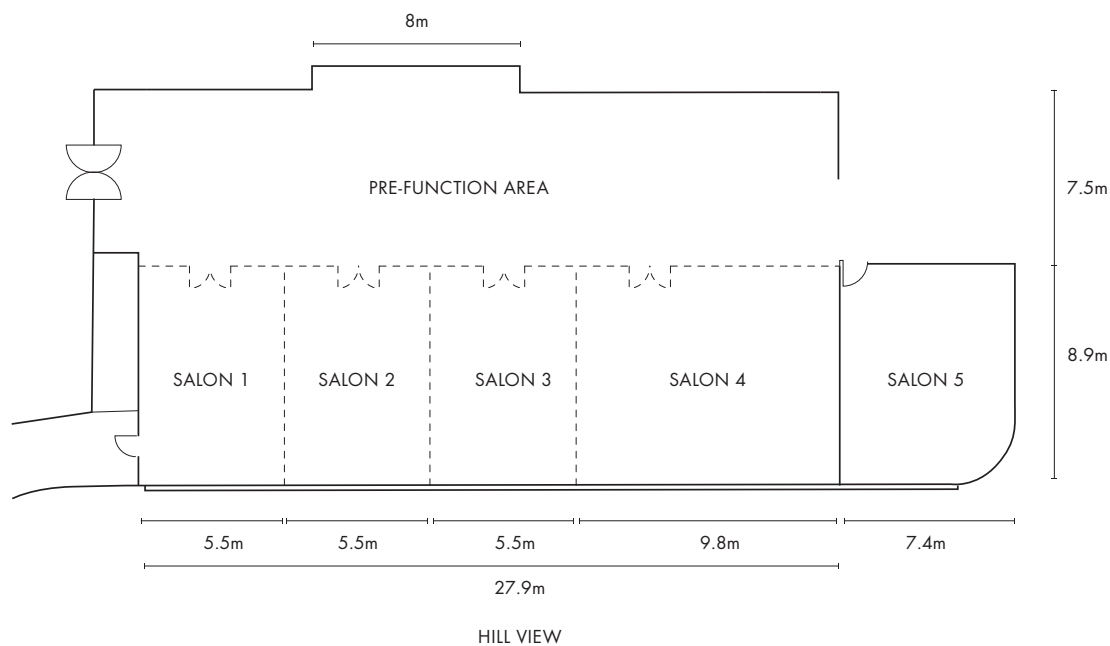 8m
PRE-FUNCTION AREA
7.5m
8.9m
SALON 1
SALON 2
SALON 3
SALON 4
SALON 5
5.5m
5.5m
5.5m
9.8m
7.4m
27.9m
HILL VIEW